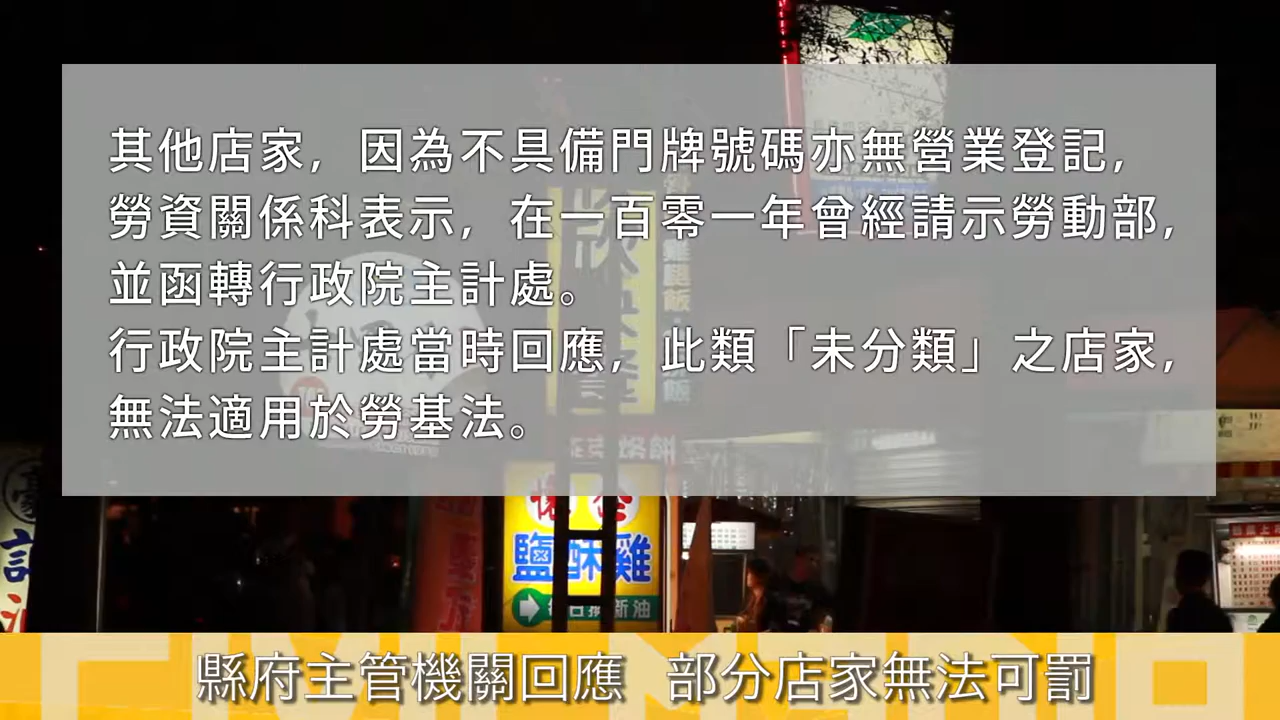 其他店家，因為不具備門牌號碼亦無營業登記，
勞資關係科表示，在一百零一年曾經請示勞動部，
並函轉行政院主計處。
行政院主計處當時回應，此類「未分類」之店家，
無法適用於勞基法。
鹽酥雞
縣府主管機關回應 部分店家無法可罰